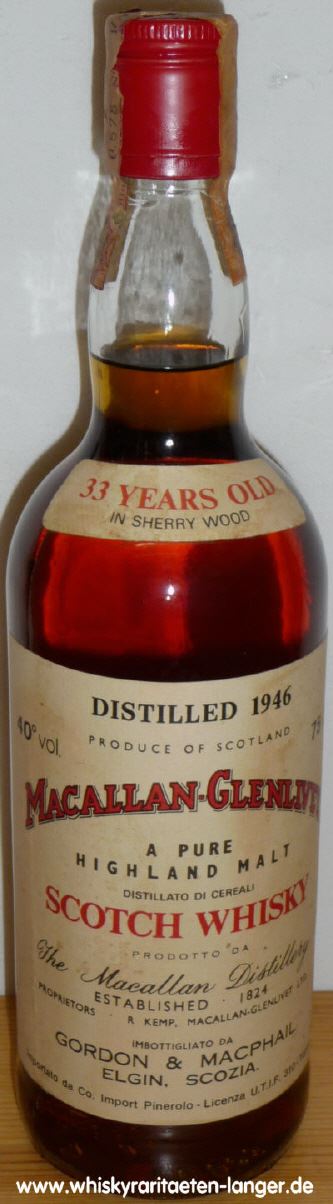 33 YEARS OLD
IN SHERRY WOOD
DISTILLED 1946
40° vol.
PRODUCE OF SCOTLAND
MACALLAN-GLENLIVET
A PURE
HIGHLAND MALT
DISTILLATO DI CEREALI
SCOTCH WHISKY
PRODOTTO DA
The Macallan Distillery
ESTABLISHED · 1824
PROPRIETORS R. KEMP, MACALLAN-GLENLIVET LTD.
IMBOTTIGLIATO DA
GORDON & MACPHAIL
ELGIN, SCOZIA.
Importato da Co. Import Pinerolo - Licenza U.T.I.F.
www.whiskyraritaeten-langer.de